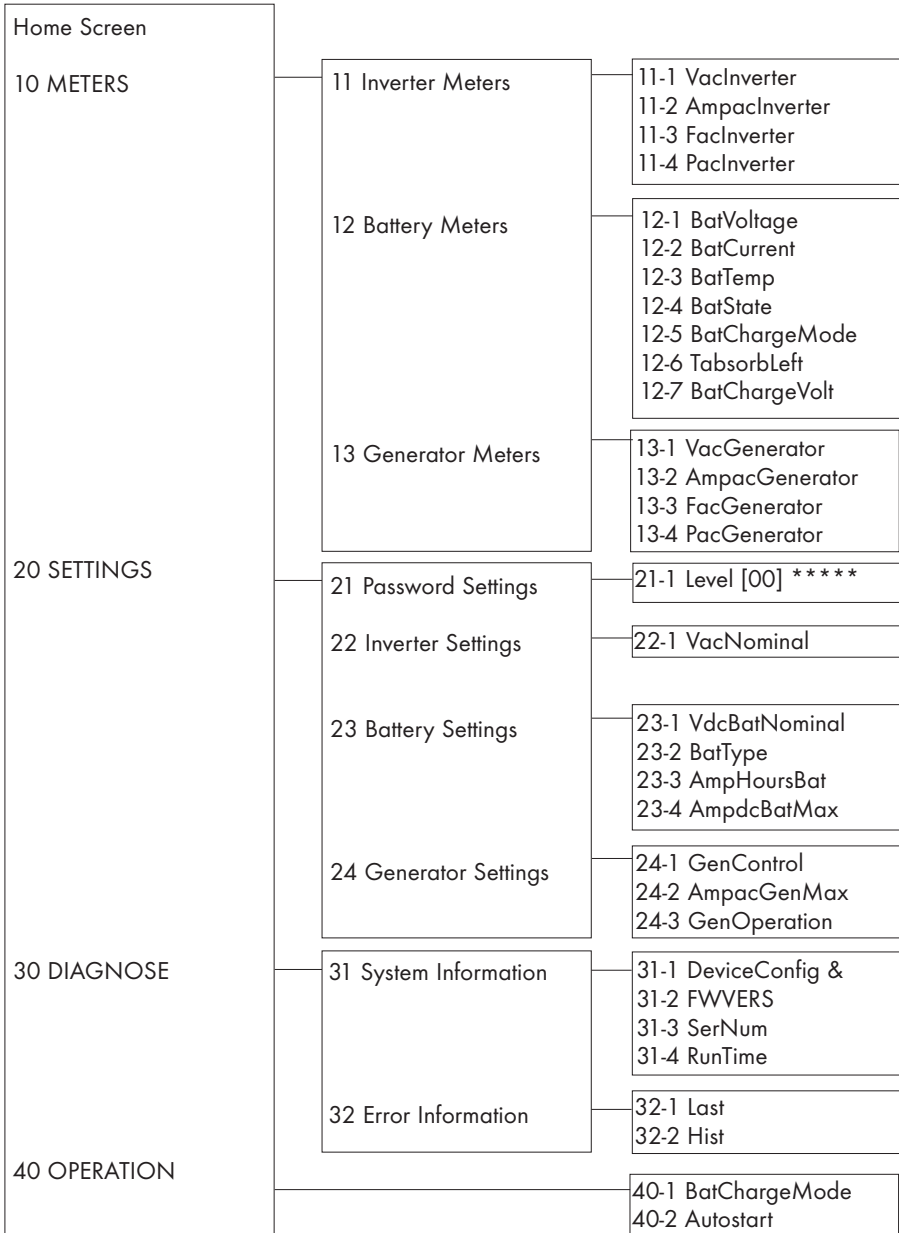 Home Screen
10 METERS
11 Inverter Meters
11-1 VacInverter
11-2 AmpacInverter
11-3 FacInverter
11-4 PacInverter
12 Battery Meters
12-1 BatVoltage
12-2 BatCurrent
12-3 BatTemp
12-4 BatState
12-5 BatChargeMode
12-6 TabsorbLeft
12-7 BatChargeVolt
13 Generator Meters
13-1 VacGenerator
13-2 AmpacGenerator
13-3 FacGenerator
13-4 PacGenerator
20 SETTINGS
21 Password Settings
21-1 Level [00] *****
22 Inverter Settings
22-1 VacNominal
23 Battery Settings
23-1 VdcBatNominal
23-2 BatType
23-3 AmpHoursBat
23-4 AmpdcBatMax
24 Generator Settings
24-1 GenControl
24-2 AmpacGenMax
24-3 GenOperation
30 DIAGNOSE
31 System Information
31-1 DeviceConfig &
31-2 FWVERS
31-3 SerNum
31-4 RunTime
32 Error Information
32-1 Last
32-2 Hist
40 OPERATION
40-1 BatChargeMode
40-2 Autostart